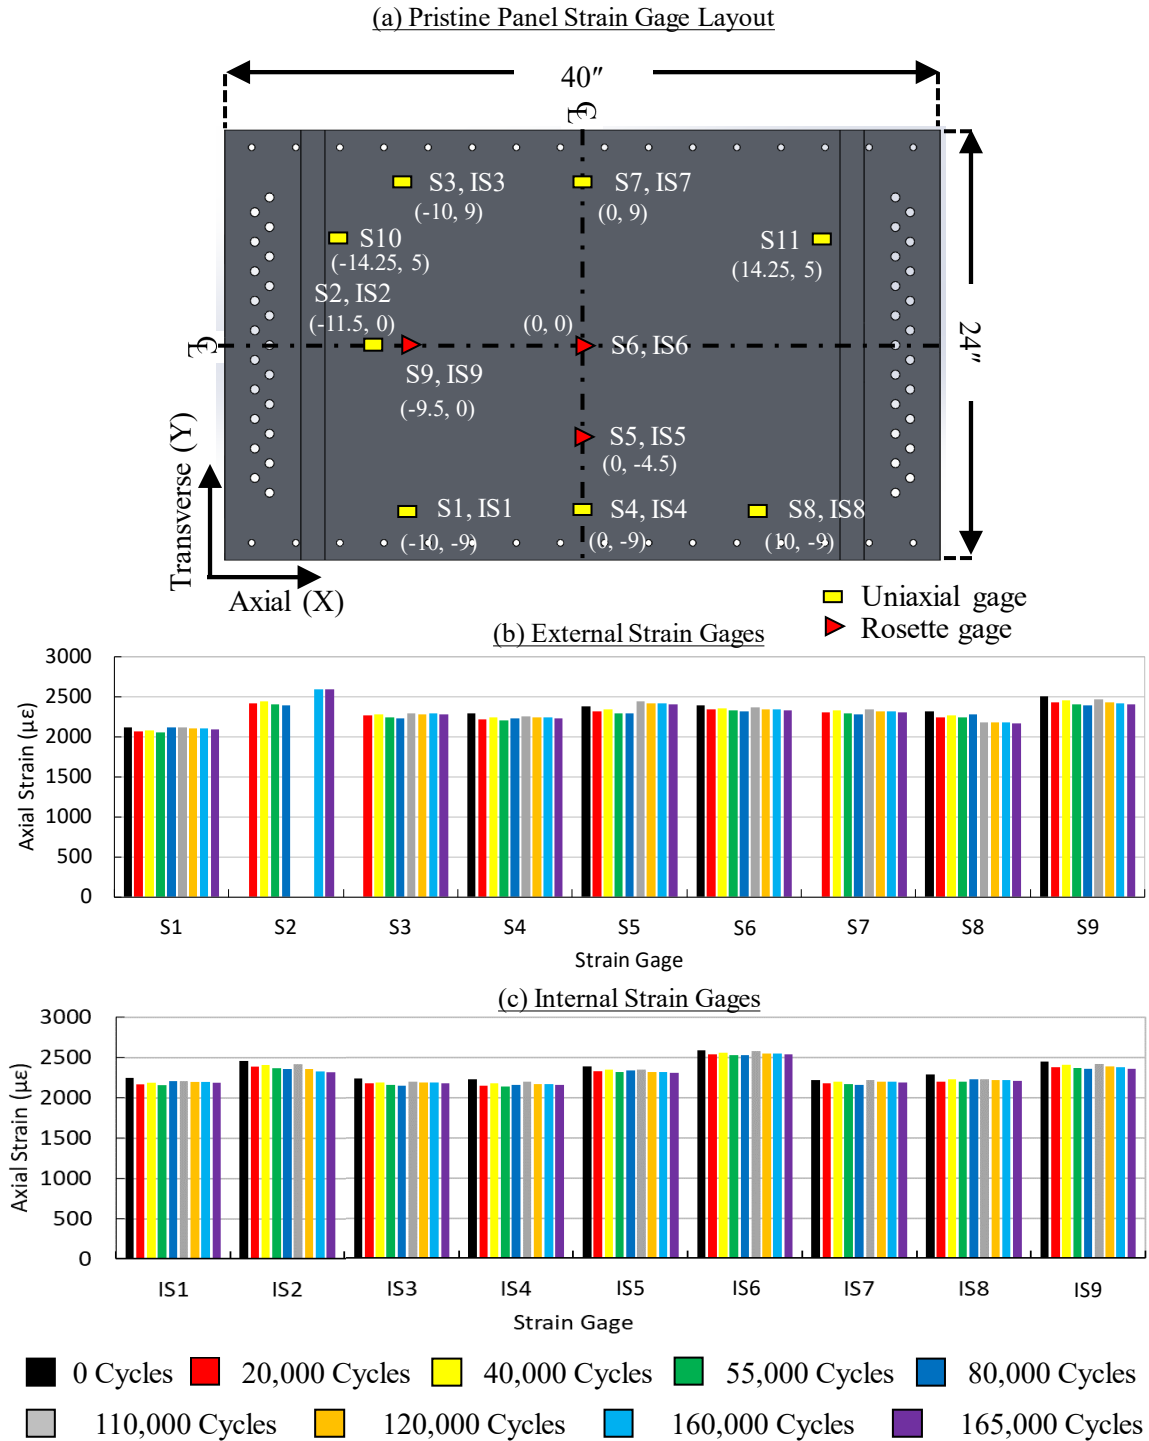 (a) Pristine Panel Strain Gage Layout
40″
℄
S3, IS3
(-10, 9)
S7, IS7
(0, 9)
S10
(-14.25, 5)
S11
(14.25, 5)
S2, IS2
(-11.5, 0)
(0, 0)
℄
S6, IS6
24″
S9, IS9
(-9.5, 0)
S5, IS5
(0, -4.5)
S1, IS1
(-10, -9)
S4, IS4
(0, -9)
S8, IS8
(10, -9)
Transverse (Y)
Axial (X)
Uniaxial gage
Rosette gage
(b) External Strain Gages
Axial Strain (με)
3000
2500
2000
1500
1000
500
0
S1 S2 S3 S4 S5 S6 S7 S8 S9
Strain Gage
(c) Internal Strain Gages
Axial Strain (με)
3000
2500
2000
1500
1000
500
0
IS1 IS2 IS3 IS4 IS5 IS6 IS7 IS8 IS9
Strain Gage
0 Cycles 20,000 Cycles 40,000 Cycles 55,000 Cycles 80,000 Cycles
110,000 Cycles 120,000 Cycles 160,000 Cycles 165,000 Cycles